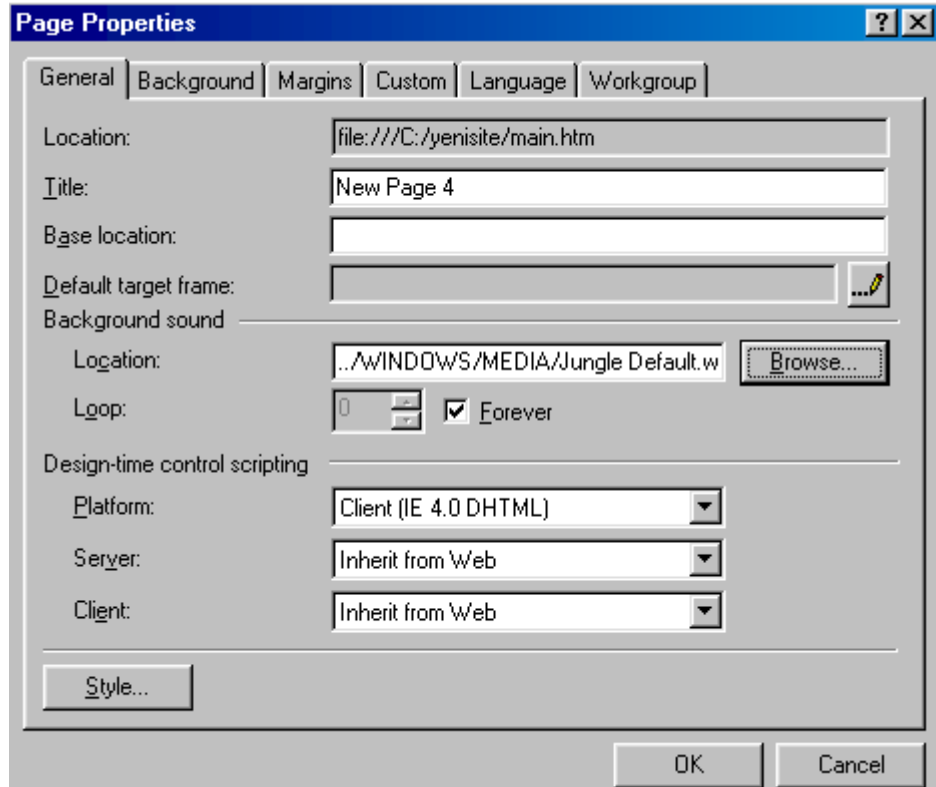 Page Properties
General Background Margins Custom Language Workgroup
Location: file:///C:/yenisite/main.htm
Title: New Page 4
Base location:
Default target frame: ...
Background sound
Location: ../WINDOWS/MEDIA/Jungle Default.w Browse...
Loop: 0 Forever
Design-time control scripting
Platform: Client (IE 4.0 DHTML)
Server: Inherit from Web
Client: Inherit from Web
Style...
OK Cancel